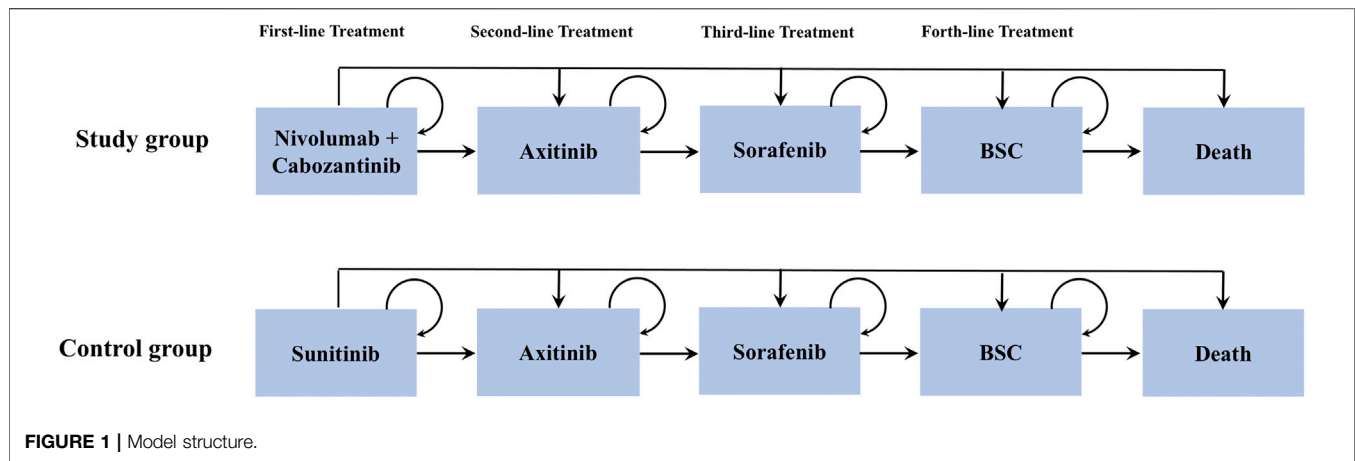 First-line Treatment Second-line Treatment Third-line Treatment Forth-line Treatment
Study group
Nivolumab +
Cabozantinib
Axitinib
Sorafenib
BSC
Death
Control group
Sunitinib
Axitinib
Sorafenib
BSC
Death
FIGURE 1 | Model structure.